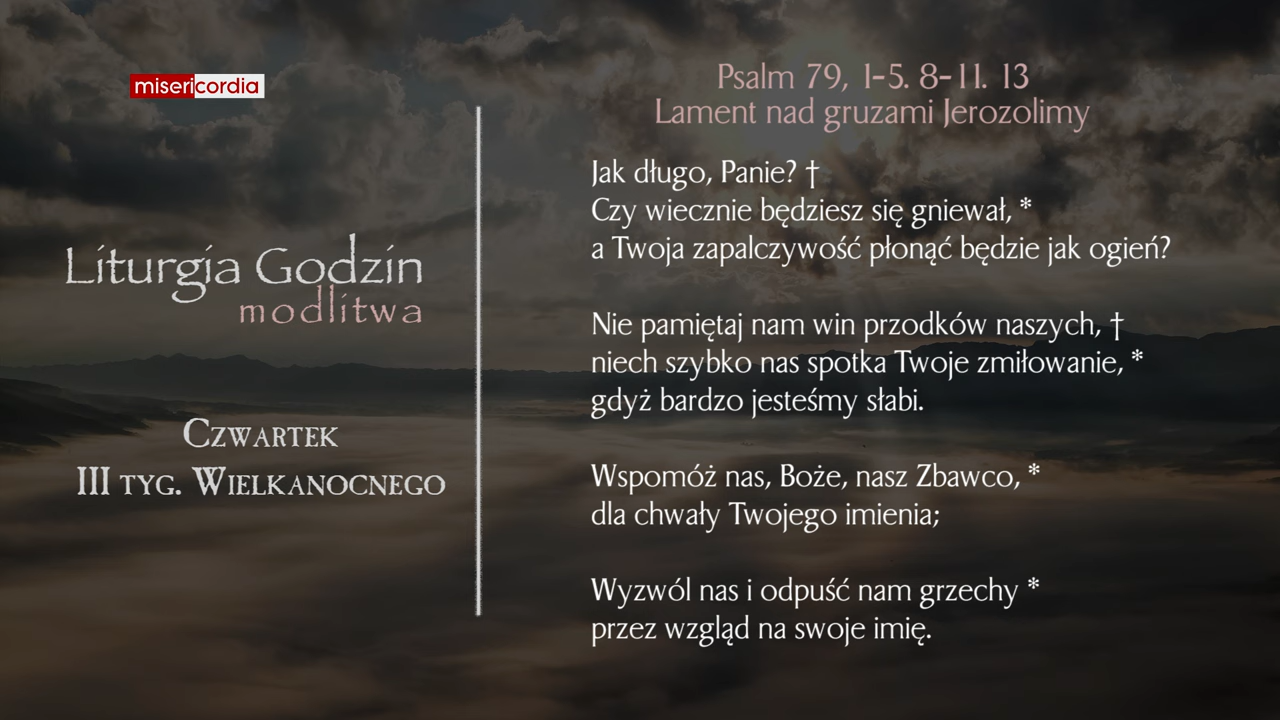 misericordia
Liturgia Godzin
modlitwa
Czwartek
III tyg. Wielkanocnego
Psalm 79, 1-5. 8-11. 13
Lament nad gruzami Jerozolimy
Jak długo, Panie? †
Czy wiecznie będziesz się gniewał, *
a Twoja zapalczywość płonąć będzie jak ogień?
Nie pamiętaj nam win przodków naszych, †
niech szybko nas spotka Twoje zmiłowanie, *
gdyż bardzo jesteśmy słabi.
Wspomóż nas, Boże, nasz Zbawco, *
dla chwały Twojego imienia;
Wyzwól nas i odpuść nam grzechy *
przez wzgląd na swoje imię.